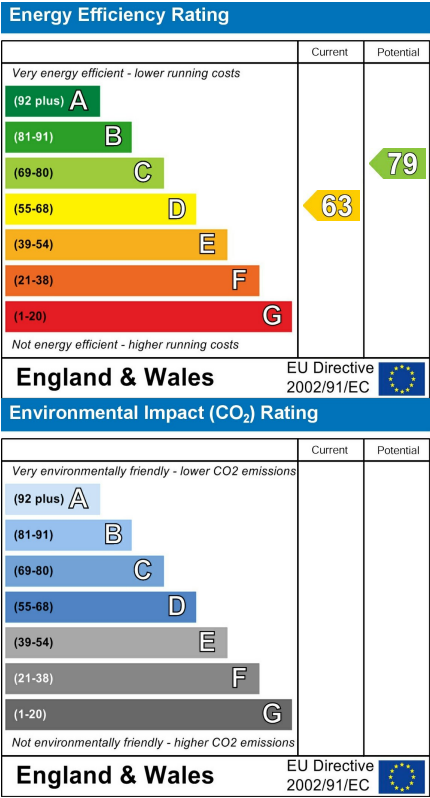 Energy Efficiency Rating
Current Potential
Very energy efficient - lower running costs
(92 plus) A
(81-91) B
(69-80) C
79
(55-68) D
63
(39-54) E
(21-38) F
(1-20) G
Not energy efficient - higher running costs
England & Wales
EU Directive
2002/91/EC
Environmental Impact (CO₂) Rating
Current Potential
Very environmentally friendly - lower CO2 emissions
(92 plus) A
(81-91) B
(69-80) C
(55-68) D
(39-54) E
(21-38) F
(1-20) G
Not environmentally friendly - higher CO2 emissions
England & Wales
EU Directive
2002/91/EC